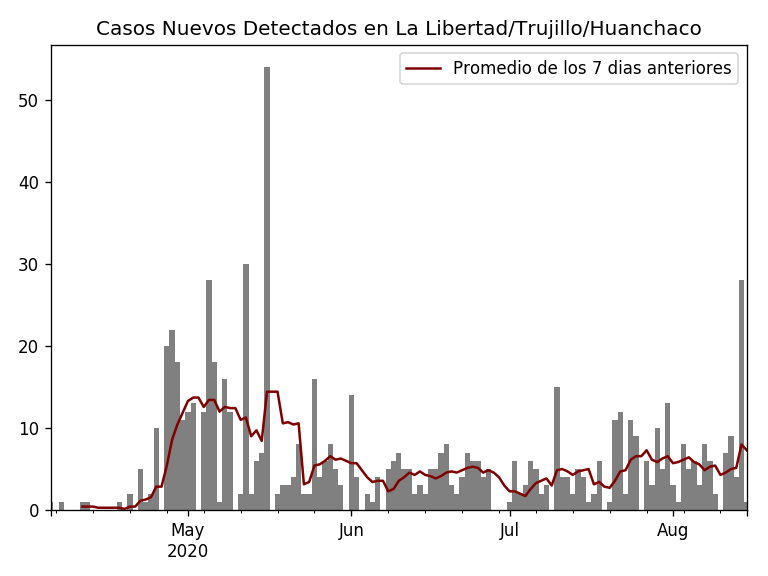 Casos Nuevos Detectados en La Libertad/Trujillo/Huanchaco
Promedio de los 7 dias anteriores
50
40
30
20
10
0
May
2020
Jun
Jul
Aug